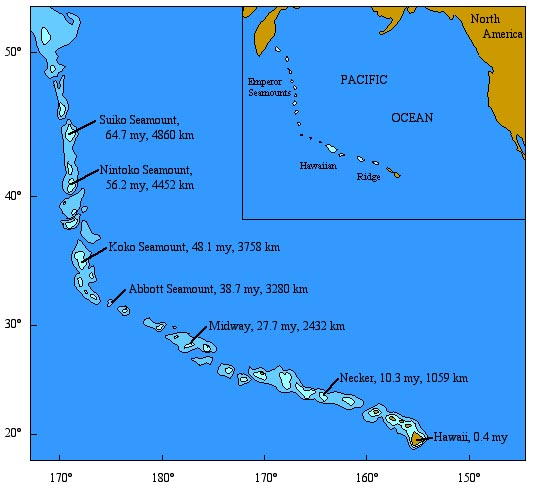 50°
40°
30°
20°
170°
180°
170°
160°
150°
North
America
PACIFIC
OCEAN
Emperor
Seamounts
Hawaiian
Ridge
Suiko Seamount,
64.7 my, 4860 km
Nintoko Seamount,
56.2 my, 4452 km
Koko Seamount, 48.1 my, 3758 km
Abbott Seamount, 38.7 my, 3280 km
Midway, 27.7 my, 2432 km
Necker, 10.3 my, 1059 km
Hawaii, 0.4 my